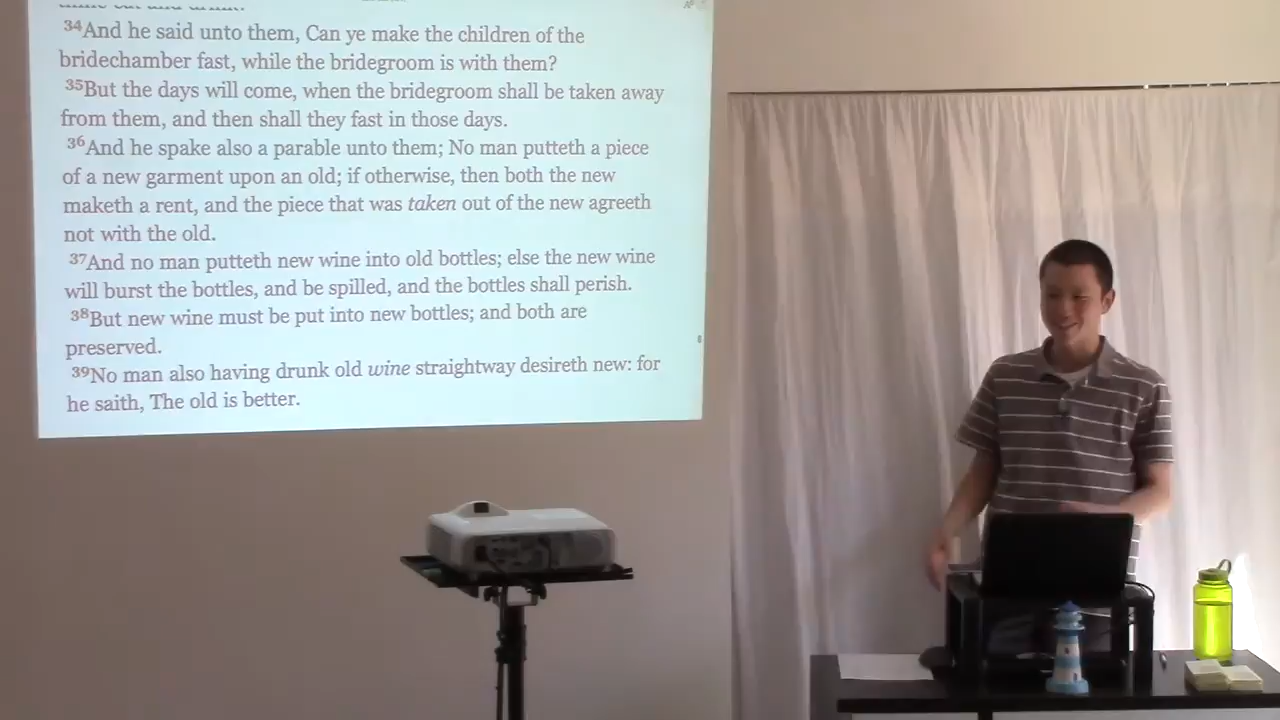 34And he said unto them, Can ye make the children of the
bridechamber fast, while the bridegroom is with them?
35But the days will come, when the bridegroom shall be taken away
from them, and then shall they fast in those days.
36And he spake also a parable unto them; No man putteth a piece
of a new garment upon an old; if otherwise, then both the new
maketh a rent, and the piece that was taken out of the new agreeth
not with the old.
37And no man putteth new wine into old bottles; else the new wine
will burst the bottles, and be spilled, and the bottles shall perish.
38But new wine must be put into new bottles; and both are
preserved.
39No man also having drunk old wine straightway desireth new: for
he saith, The old is better.